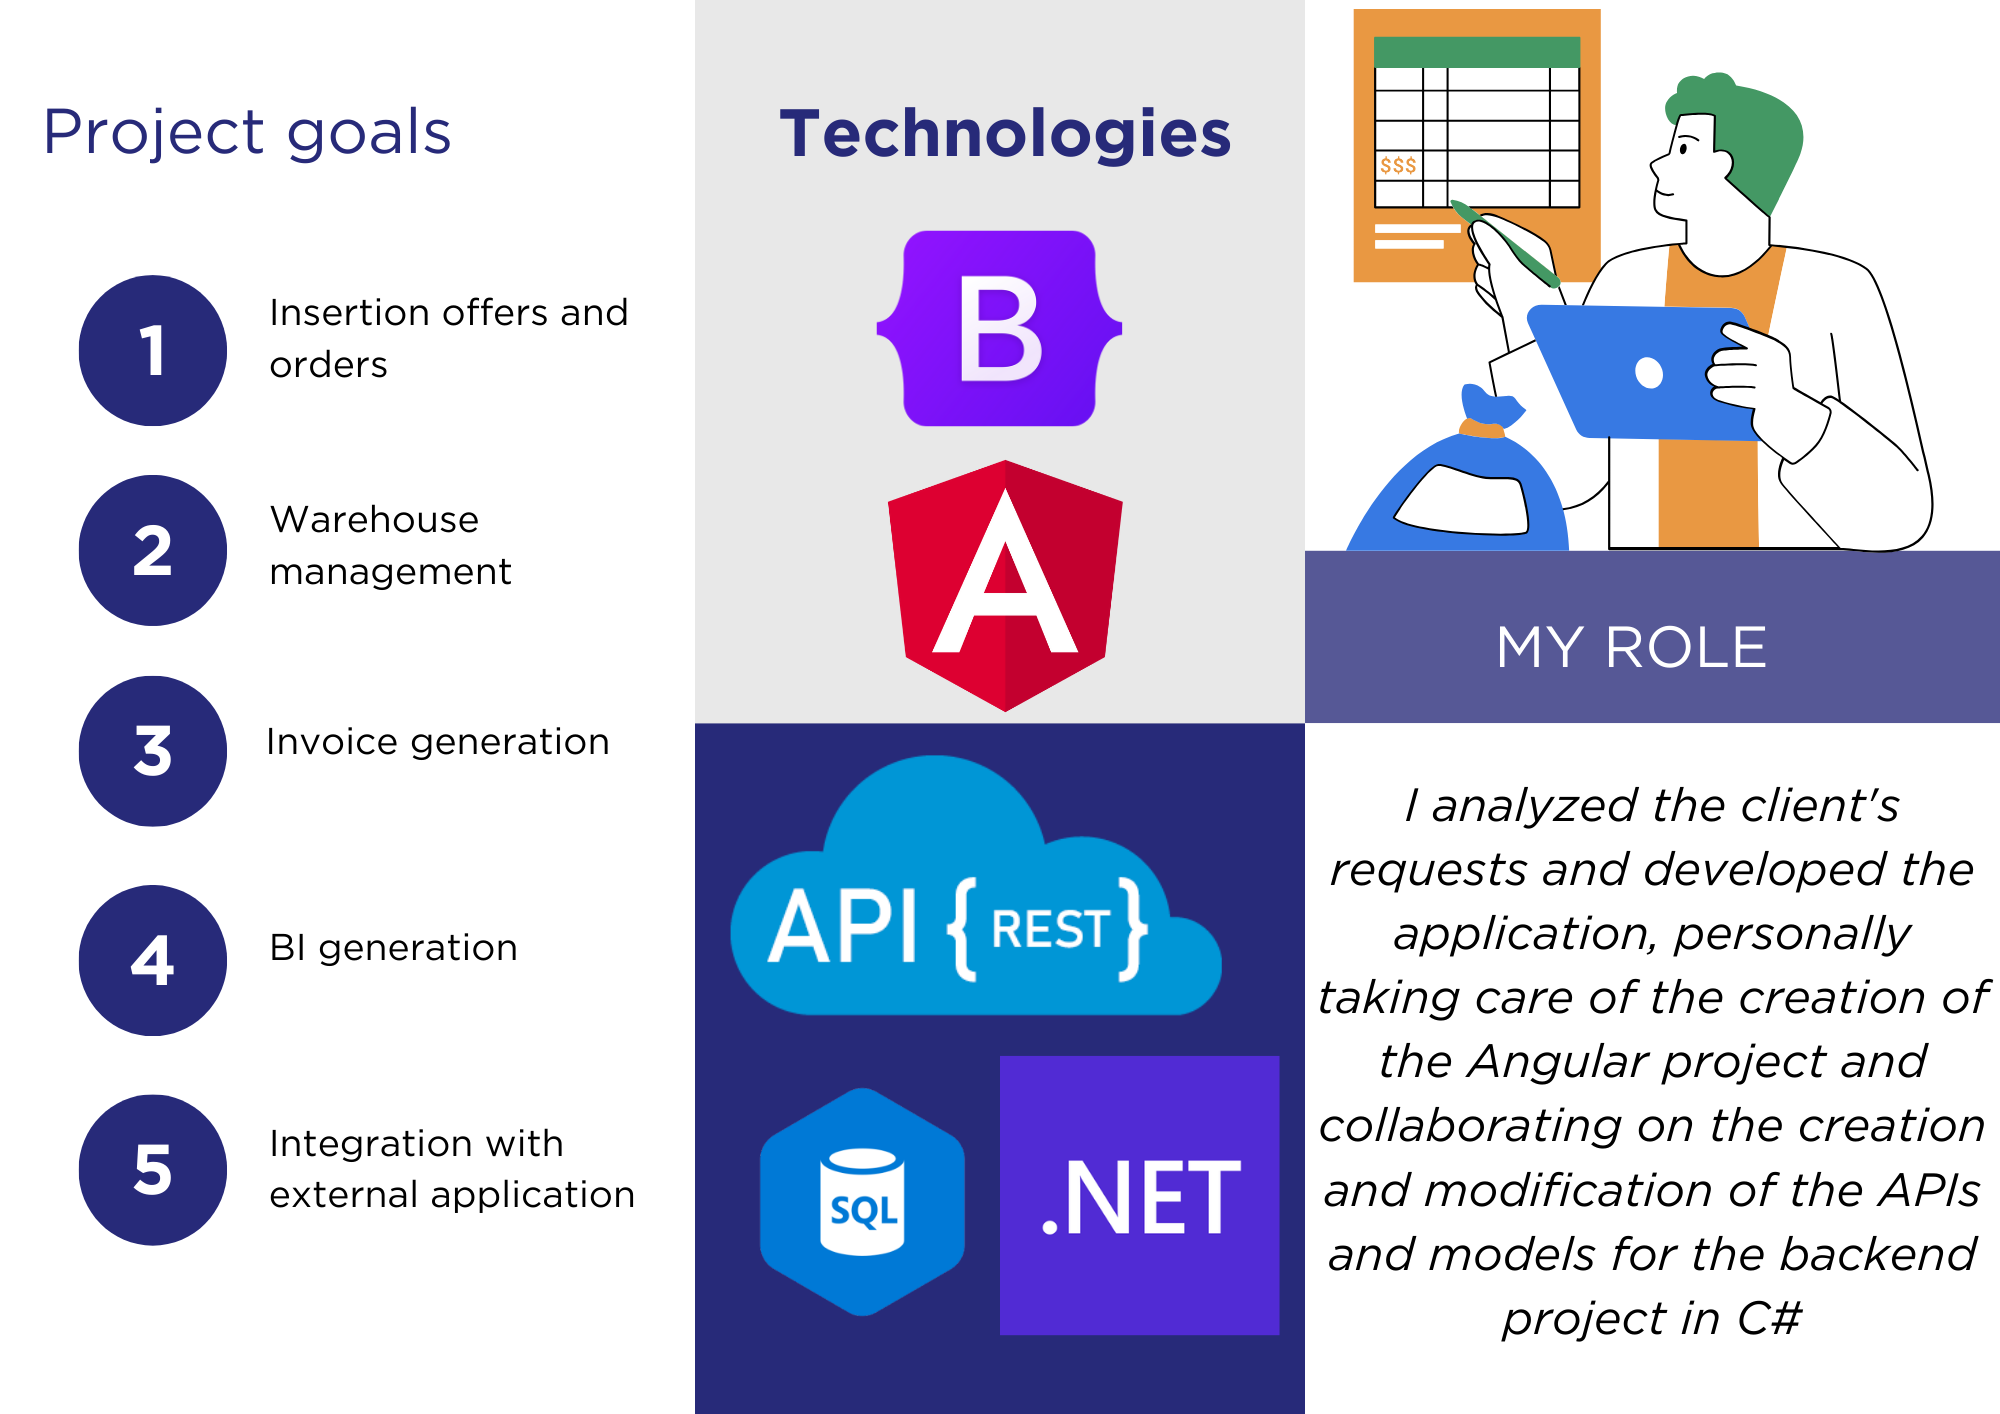 Project goals
1
Insertion offers and
orders
2
Warehouse
management
3
Invoice generation
4
BI generation
5
Integration with
external application
Technologies
B
A
API { REST }
SQL
.NET
$$$
MY ROLE
I analyzed the client's
requests and developed the
application, personally
taking care of the creation of
the Angular project and
collaborating on the creation
and modification of the APIs
and models for the backend
project in C#